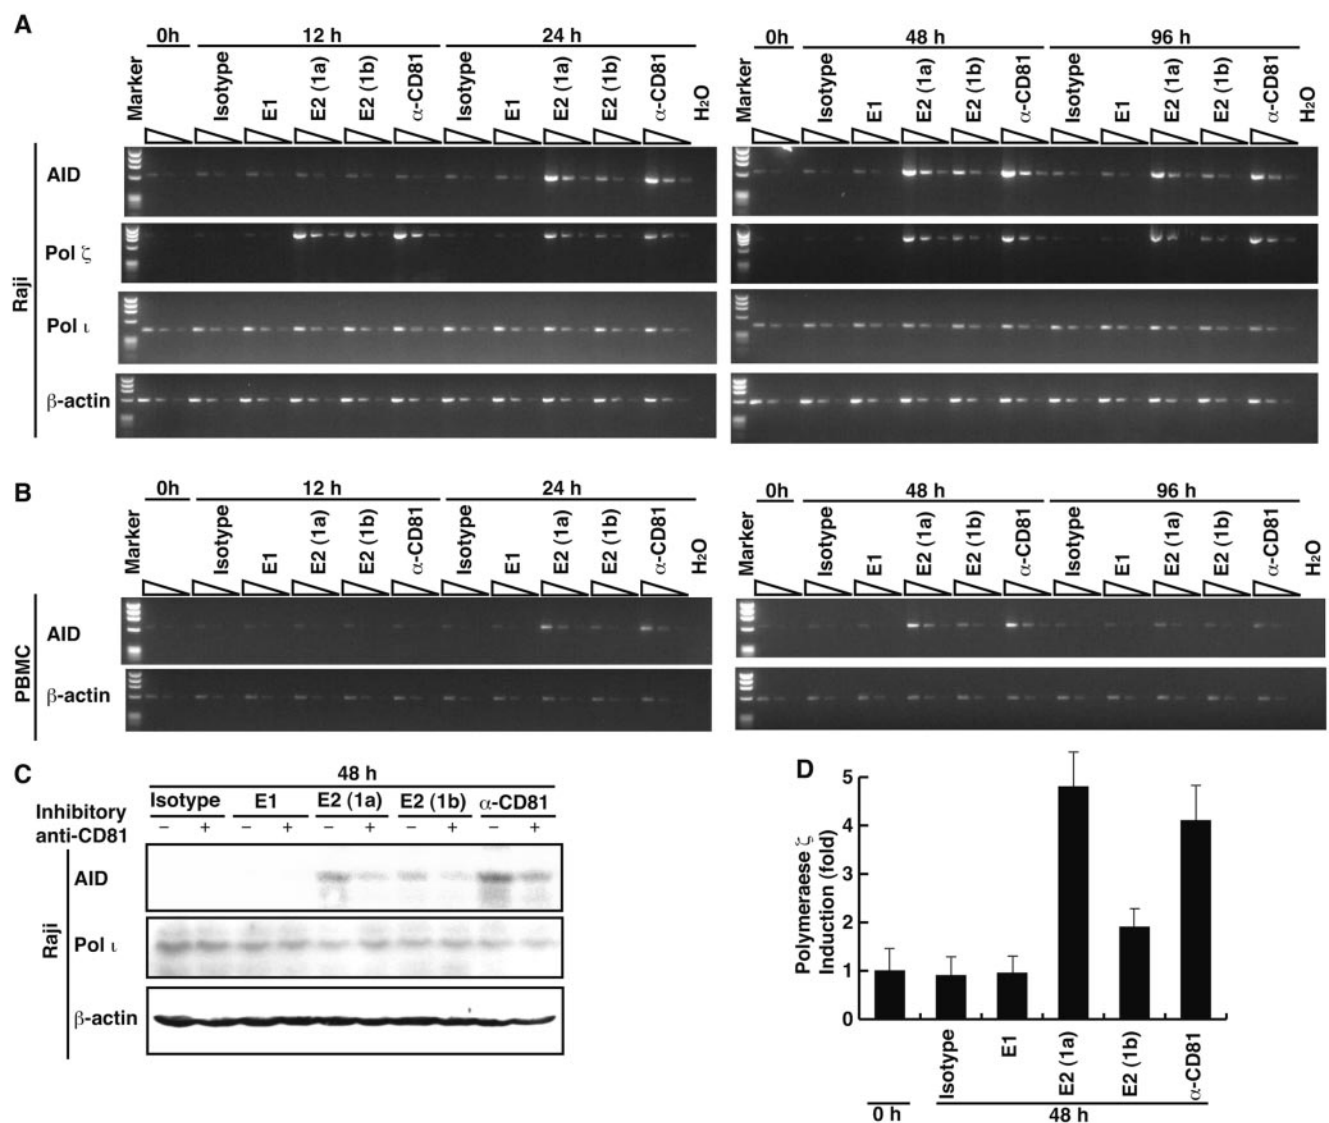 A
0h 12 h 24 h
Marker Isotype E1 E2 (1a) E2 (1b) α-CD81 Isotype E1 E2 (1a) E2 (1b) α-CD81 H₂O
0h 48 h 96 h
Marker Isotype E1 E2 (1a) E2 (1b) α-CD81 Isotype E1 E2 (1a) E2 (1b) α-CD81 H₂O
Raji
AID
Pol ζ
Pol ι
β-actin
B
0h 12 h 24 h
Marker Isotype E1 E2 (1a) E2 (1b) α-CD81 Isotype E1 E2 (1a) E2 (1b) α-CD81 H₂O
0h 48 h 96 h
Marker Isotype E1 E2 (1a) E2 (1b) α-CD81 Isotype E1 E2 (1a) E2 (1b) α-CD81 H₂O
PBMC
AID
β-actin
C
48 h
Isotype E1 E2 (1a) E2 (1b) α-CD81
Inhibitory
anti-CD81
− + − + − + − + − +
Raji
AID
Pol ι
β-actin
D
Polymeraese ζ
Induction (fold)
5
4
3
2
1
0
Isotype E1 E2 (1a) E2 (1b) α-CD81
0 h 48 h